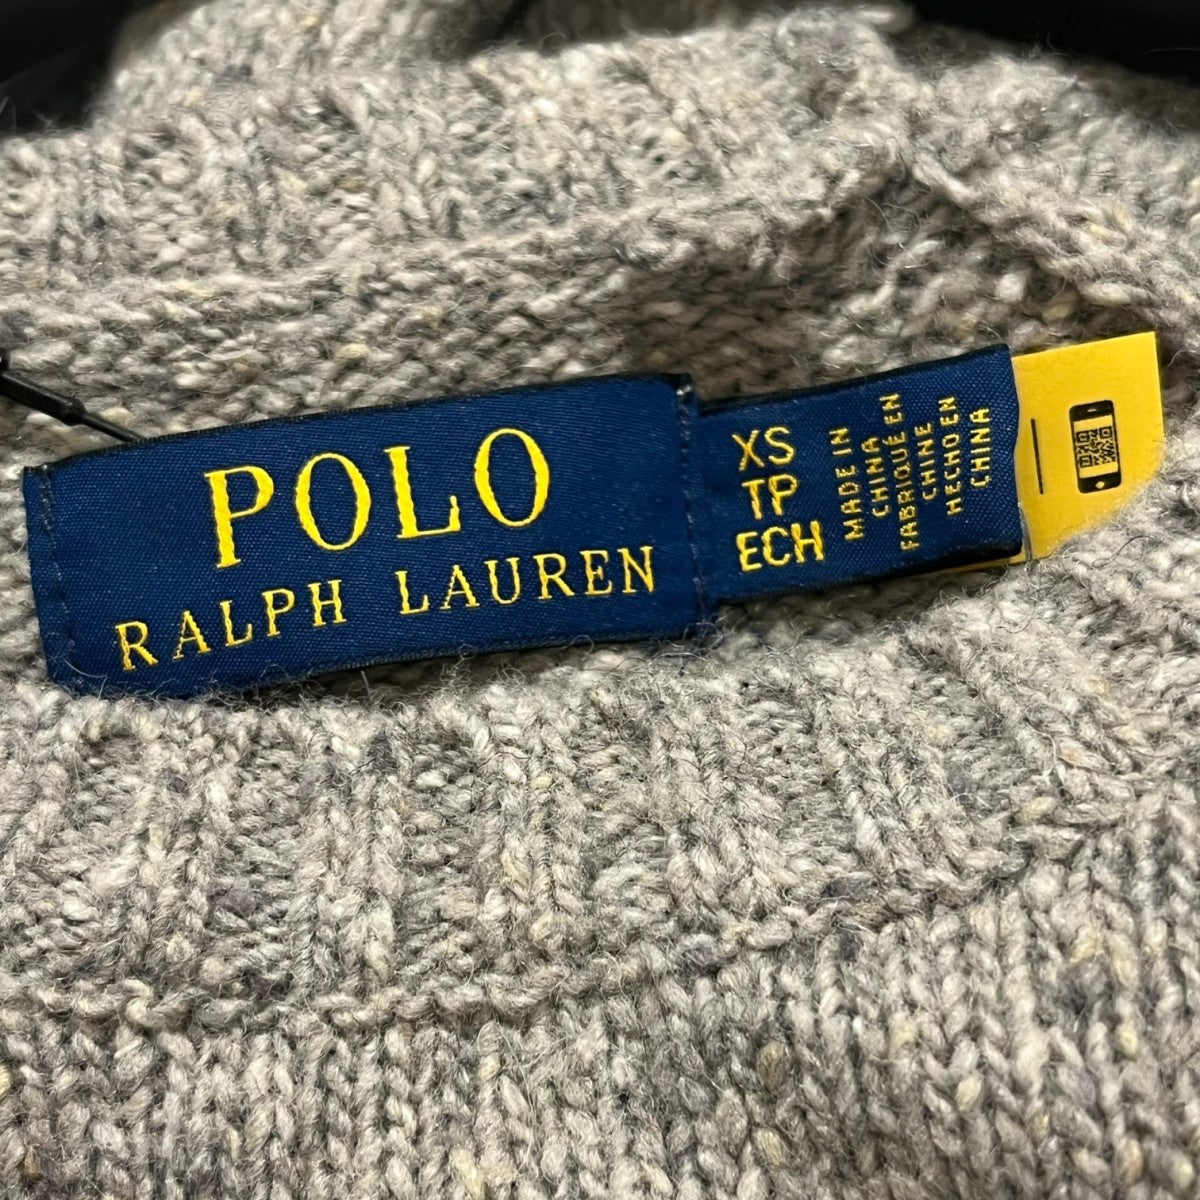 POLO
RALPH LAUREN
XS
TP
ECH
MADE IN
CHINA
FABRIQUÉ EN
CHINE
HECHO EN
CHINA